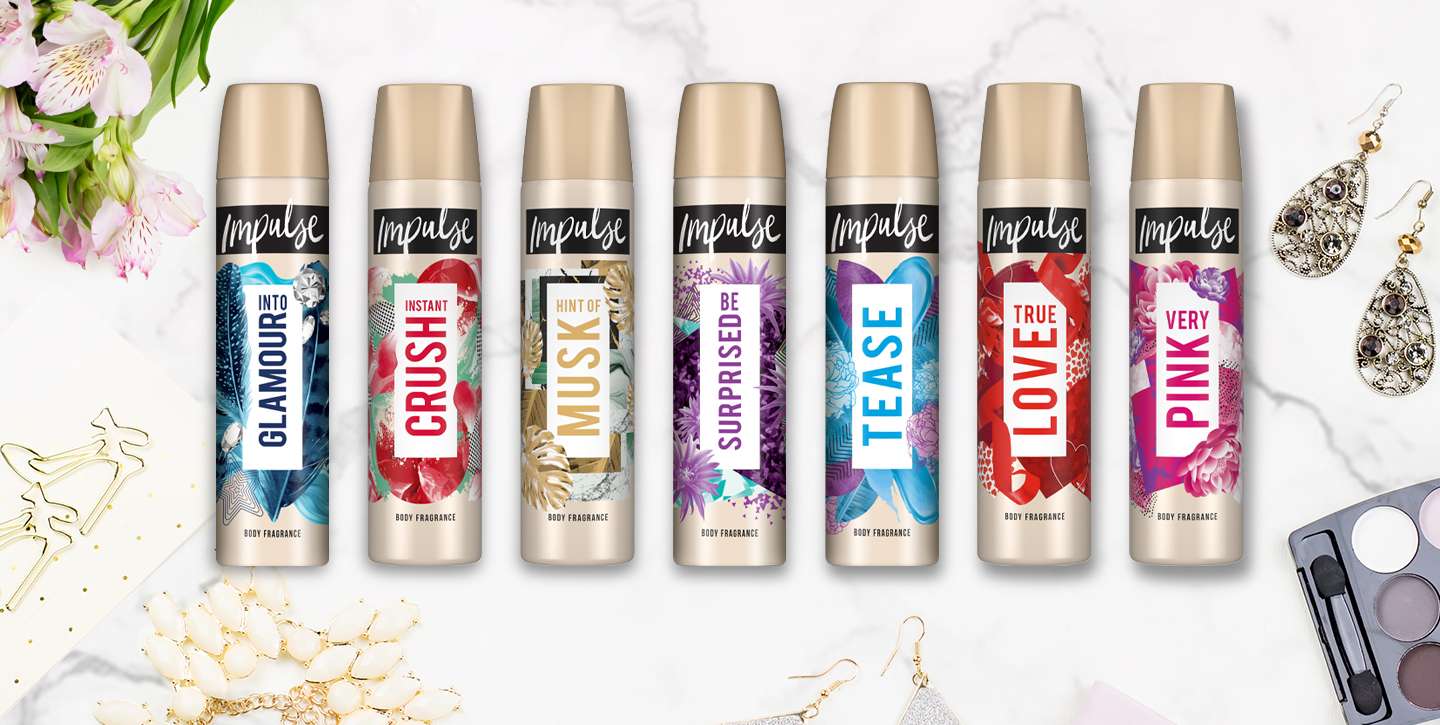 Impulse
INTO
GLAMOUR
BODY FRAGRANCE
Impulse
INSTANT
CRUSH
BODY FRAGRANCE
Impulse
HINT OF
MUSK
BODY FRAGRANCE
Impulse
BE
SURPRISED
BODY FRAGRANCE
Impulse
TEASE
BODY FRAGRANCE
Impulse
TRUE
LOVE
BODY FRAGRANCE
Impulse
VERY
PINK
BODY FRAGRANCE